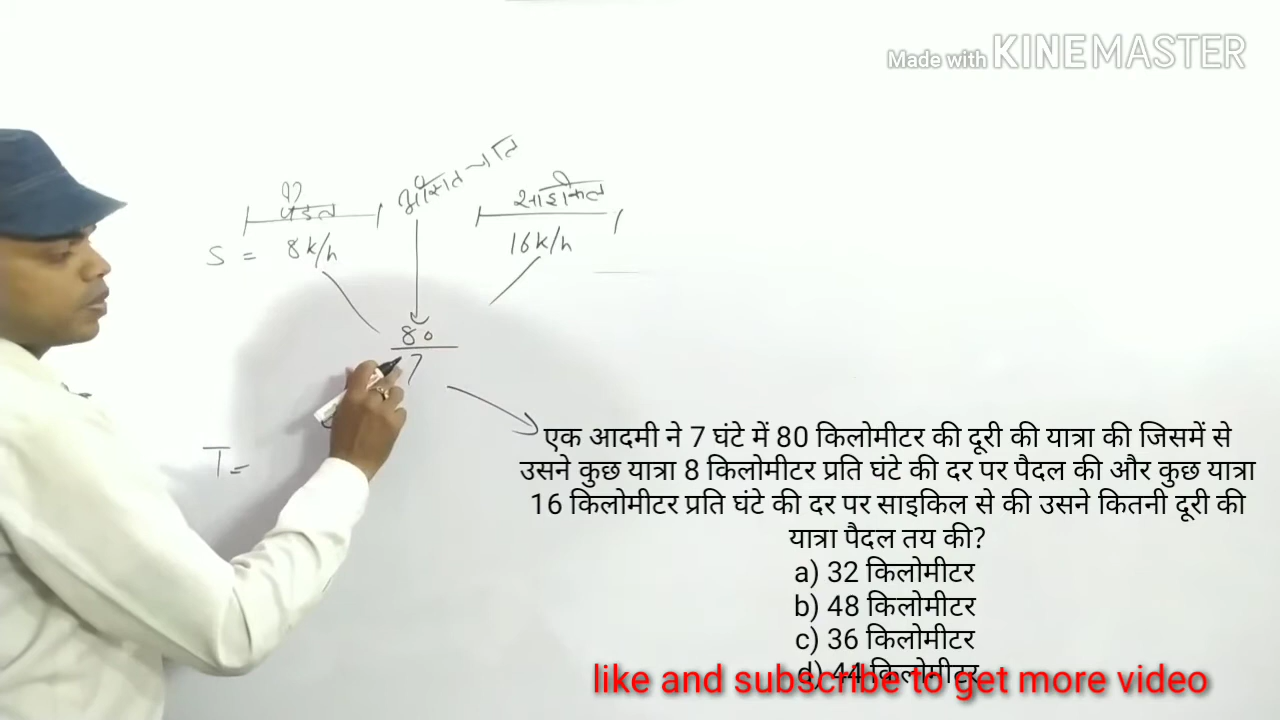 Made with KINEMASTER
औसत गति
पैदल
साइकिल
S = 8 k/h
16 k/h
80
7
T =
एक आदमी ने 7 घंटे में 80 किलोमीटर की दूरी की यात्रा की जिसमें से
उसने कुछ यात्रा 8 किलोमीटर प्रति घंटे की दर पर पैदल की और कुछ यात्रा
16 किलोमीटर प्रति घंटे की दर पर साइकिल से की उसने कितनी दूरी की
यात्रा पैदल तय की?
a) 32 किलोमीटर
b) 48 किलोमीटर
c) 36 किलोमीटर
d) 44 किलोमीटर
like and subscribe to get more video